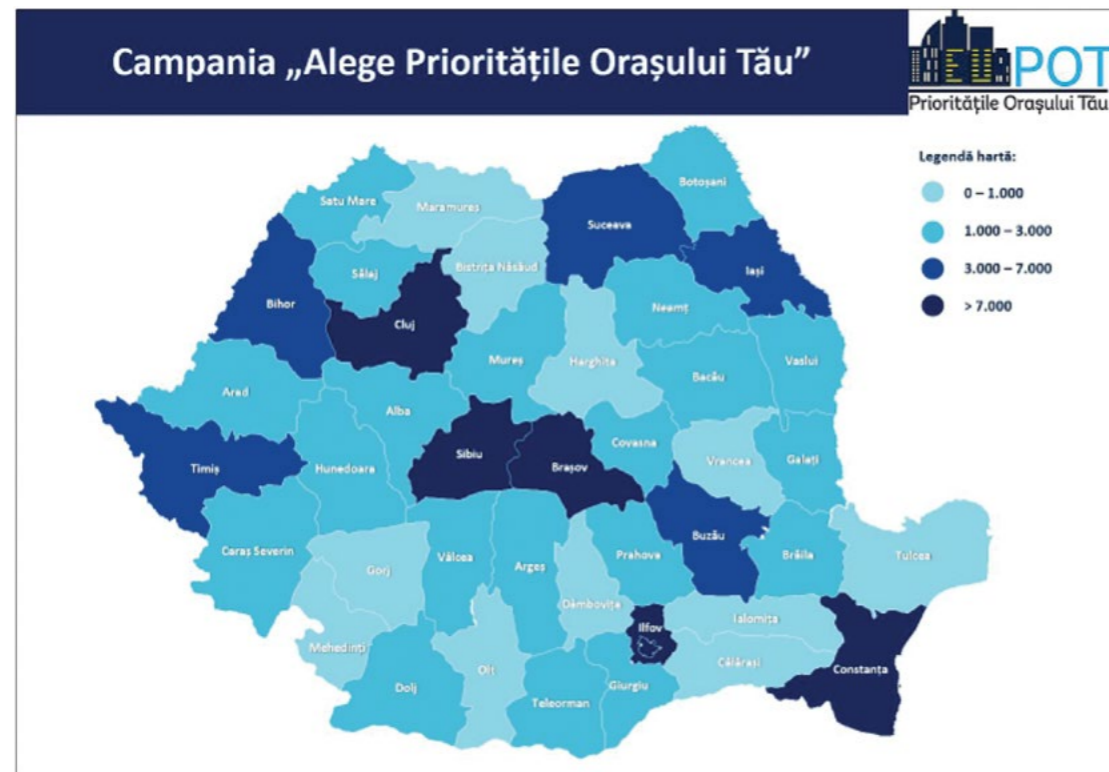 Campania „Alege Prioritățile Orașului Tău”
POT
Prioritățile Orașului Tău
Legendă hartă:
0 – 1.000
1.000 – 3.000
3.000 – 7.000
> 7.000
Botoșani
Satu Mare
Maramureș
Suceava
Iași
Bistrița Năsăud
Sălaj
Bihor
Neamț
Cluj
Mureș
Harghita
Vaslui
Bacău
Arad
Alba
Covasna
Sibiu
Vrancea
Galați
Timiș
Hunedoara
Brașov
Buzău
Caraș Severin
Vâlcea
Prahova
Brăila
Tulcea
Argeș
Gorj
Dâmbovița
Ialomița
Ilfov
Mehedinți
Călărași
Olt
Constanța
Dolj
Giurgiu
Teleorman